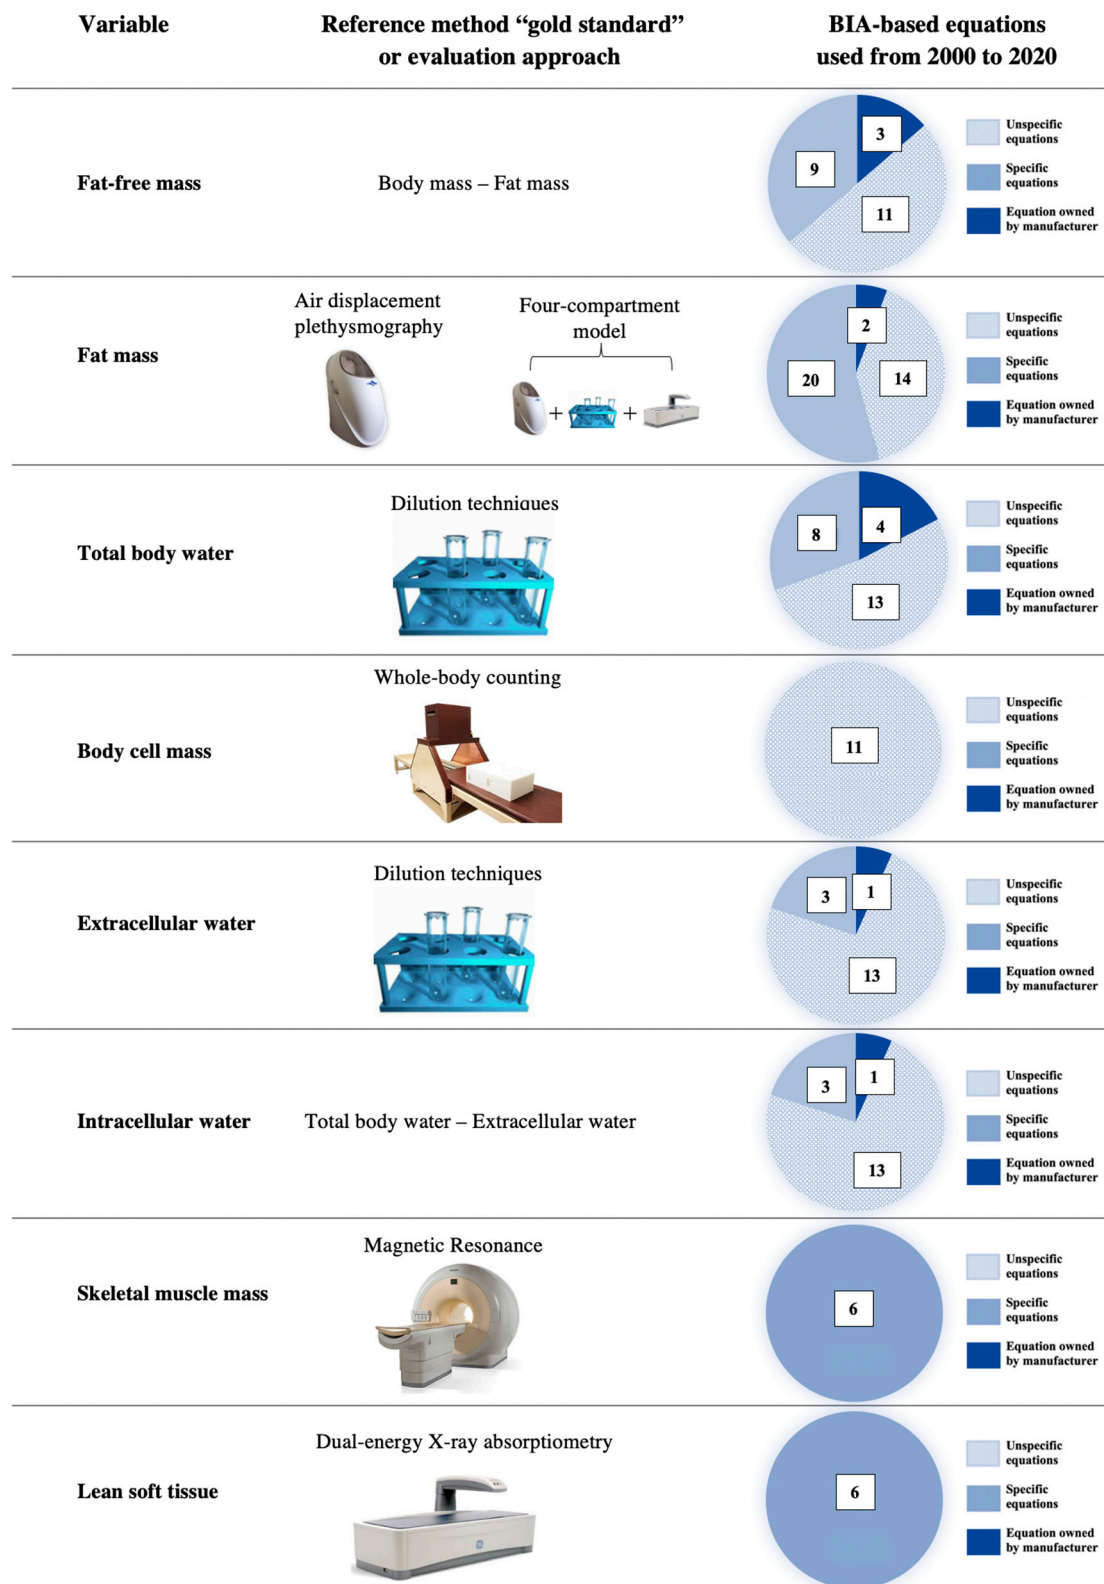 Variable
Reference method “gold standard”
or evaluation approach
BIA-based equations
used from 2000 to 2020
Fat-free mass
Body mass – Fat mass
3
9
11
Unspecific
equations
Specific
equations
Equation owned
by manufacturer
Fat mass
Air displacement
plethysmography
Four-compartment
model
+
+
2
20
14
Unspecific
equations
Specific
equations
Equation owned
by manufacturer
Total body water
Dilution techniques
8
4
13
Unspecific
equations
Specific
equations
Equation owned
by manufacturer
Body cell mass
Whole-body counting
11
Unspecific
equations
Specific
equations
Equation owned
by manufacturer
Extracellular water
Dilution techniques
3
1
13
Unspecific
equations
Specific
equations
Equation owned
by manufacturer
Intracellular water
Total body water – Extracellular water
3
1
13
Unspecific
equations
Specific
equations
Equation owned
by manufacturer
Skeletal muscle mass
Magnetic Resonance
6
Unspecific
equations
Specific
equations
Equation owned
by manufacturer
Lean soft tissue
Dual-energy X-ray absorptiometry
6
Unspecific
equations
Specific
equations
Equation owned
by manufacturer